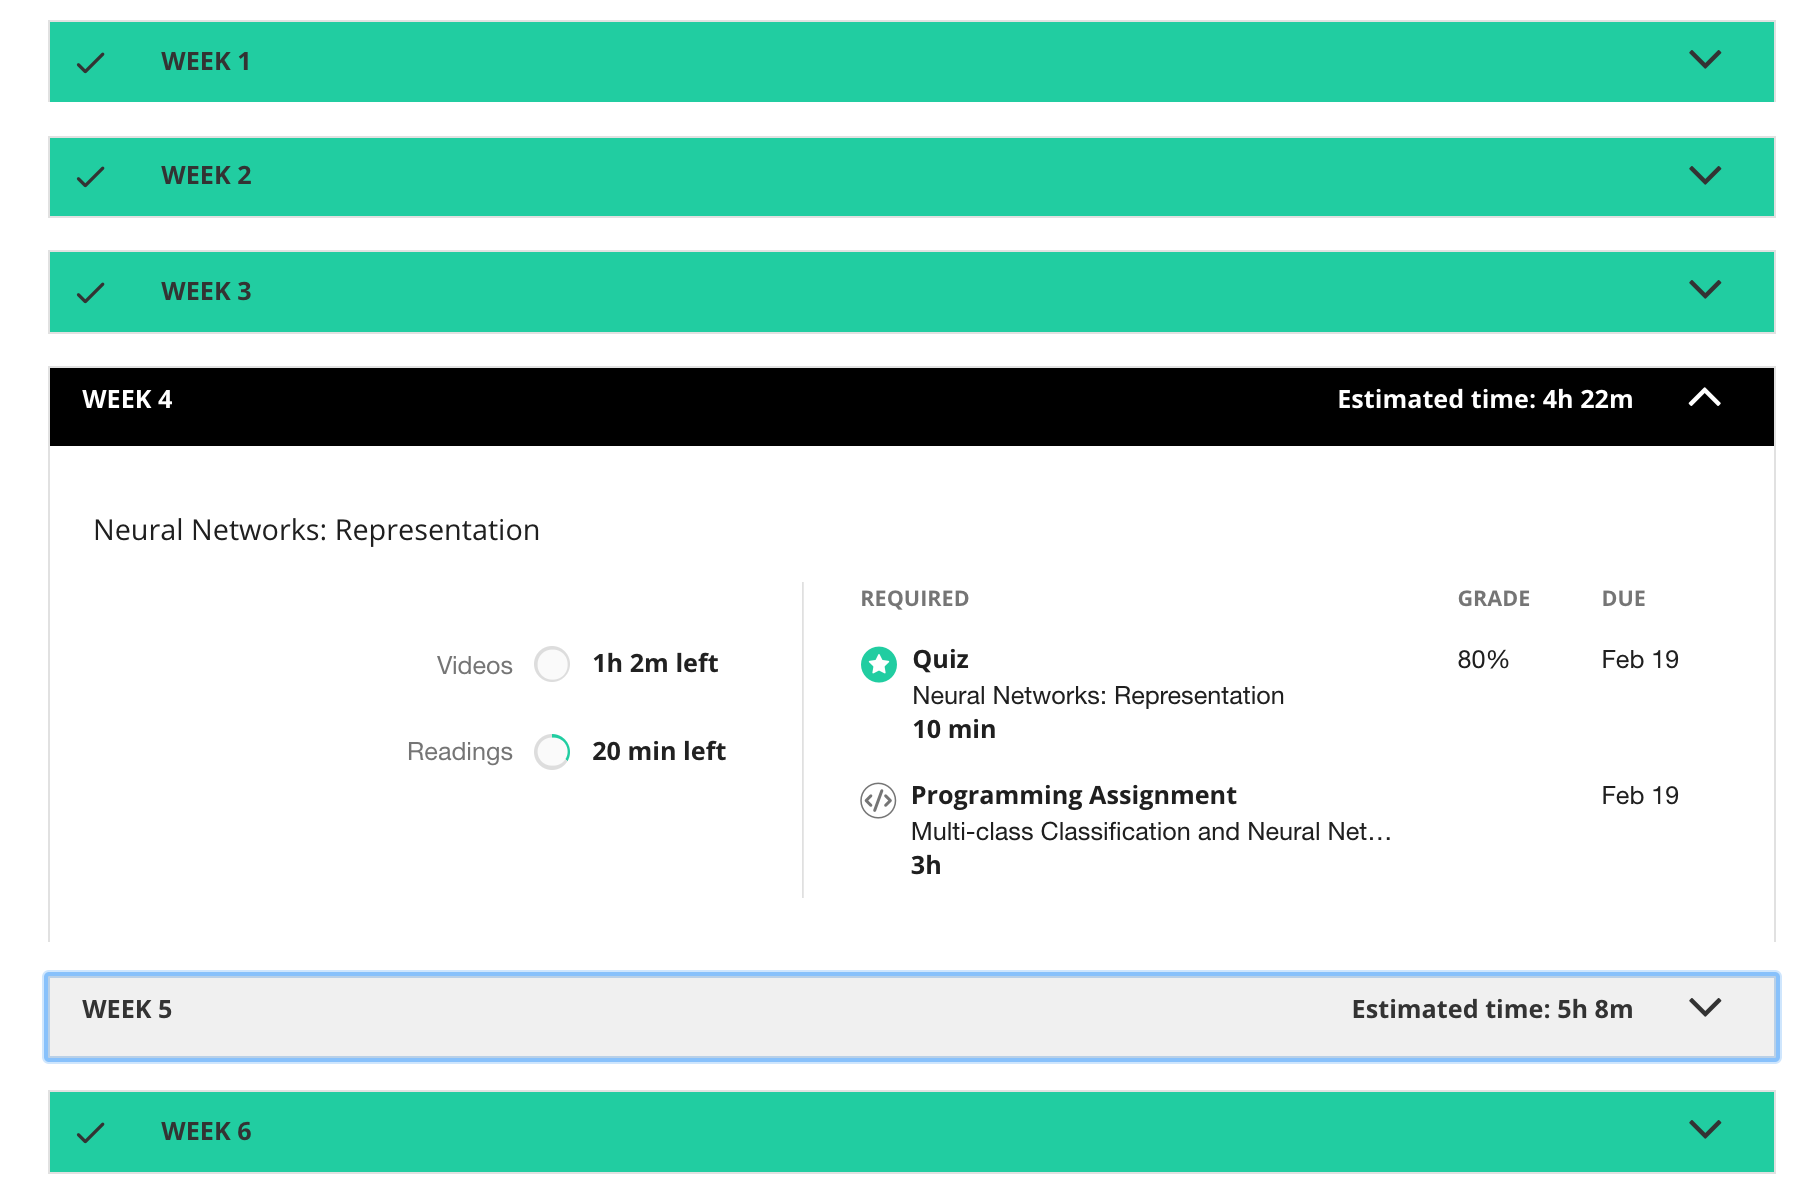 WEEK 1
WEEK 2
WEEK 3
WEEK 4 Estimated time: 4h 22m
Neural Networks: Representation
REQUIRED GRADE DUE
Videos 1h 2m left
Readings 20 min left
Quiz 80% Feb 19
Neural Networks: Representation
10 min
Programming Assignment Feb 19
Multi-class Classification and Neural Net…
3h
WEEK 5 Estimated time: 5h 8m
WEEK 6